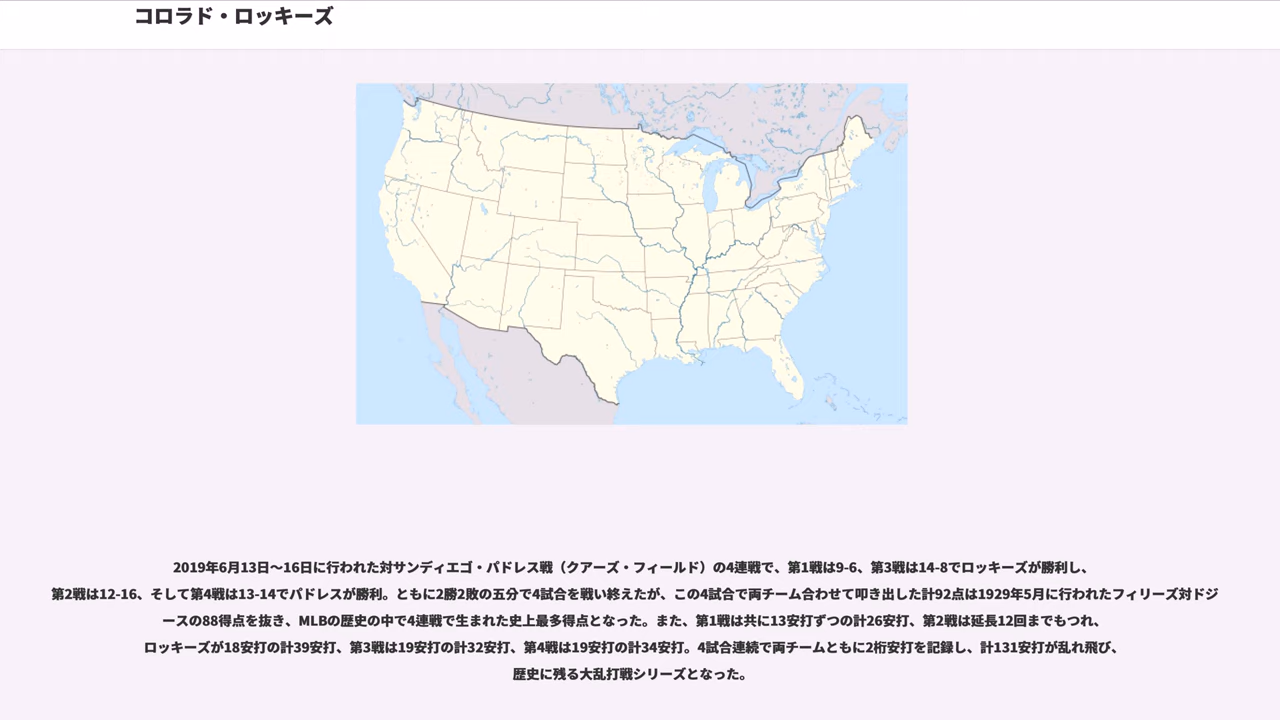 コロラド・ロッキーズ
2019年6月13日〜16日に行われた対サンディエゴ・パドレス戦（クアーズ・フィールド）の4連戦で、第1戦は9-6、第3戦は14-8でロッキーズが勝利し、
第2戦は12-16、そして第4戦は13-14でパドレスが勝利。ともに2勝2敗の五分で4試合を戦い終えたが、この4試合で両チーム合わせて叩き出した計92点は1929年5月に行われたフィリーズ対ドジ
ースの88得点を抜き、MLBの歴史の中で4連戦で生まれた史上最多得点となった。また、第1戦は共に13安打ずつの計26安打、第2戦は延長12回までもつれ、
ロッキーズが18安打の計39安打、第3戦は19安打の計32安打、第4戦は19安打の計34安打。4試合連続で両チームともに2桁安打を記録し、計131安打が乱れ飛び、
歴史に残る大乱打戦シリーズとなった。